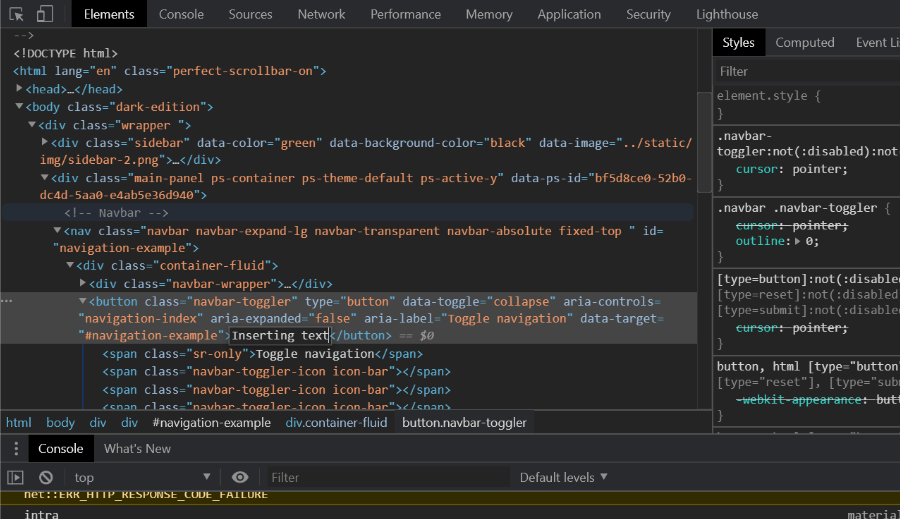 Elements Console Sources Network Performance Memory Application Security Lighthouse
-->
<!DOCTYPE html>
<html lang="en" class="perfect-scrollbar-on">
<head>…</head>
<body class="dark-edition">
<div class="wrapper ">
<div class="sidebar" data-color="green" data-background-color="black" data-image="../static/
img/sidebar-2.png">…</div>
<div class="main-panel ps-container ps-theme-default ps-active-y" data-ps-id="bf5d8ce0-52b0-
dc4d-5aa0-e4ab5e36d940">
<!-- Navbar -->
<nav class="navbar navbar-expand-lg navbar-transparent navbar-absolute fixed-top " id=
"navigation-example">
<div class="container-fluid">
<div class="navbar-wrapper">…</div>
<button class="navbar-toggler" type="button" data-toggle="collapse" aria-controls=
"navigation-index" aria-expanded="false" aria-label="Toggle navigation" data-target=
"#navigation-example">Inserting text</button> == $0
<span class="sr-only">Toggle navigation</span>
<span class="navbar-toggler-icon icon-bar"></span>
<span class="navbar-toggler-icon icon-bar"></span>
<span class="navbar-toggler-icon icon-bar"></span>
html body div div #navigation-example div.container-fluid button.navbar-toggler
Styles Computed Event Li
Filter
element.style {
}
.navbar-
toggler:not(:disabled):not
cursor: pointer;
}
.navbar .navbar-toggler {
cursor: pointer;
outline: 0;
}
[type=button]:not(:disable
[type=reset]:not(:disabled
[type=submit]:not(:disable
cursor: pointer;
}
button, html [type="button"
[type="reset"], [type="sub
-webkit-appearance: but
}
Console What's New
top Filter Default levels
net::ERR_HTTP_RESPONSE_CODE_FAILURE
intra material